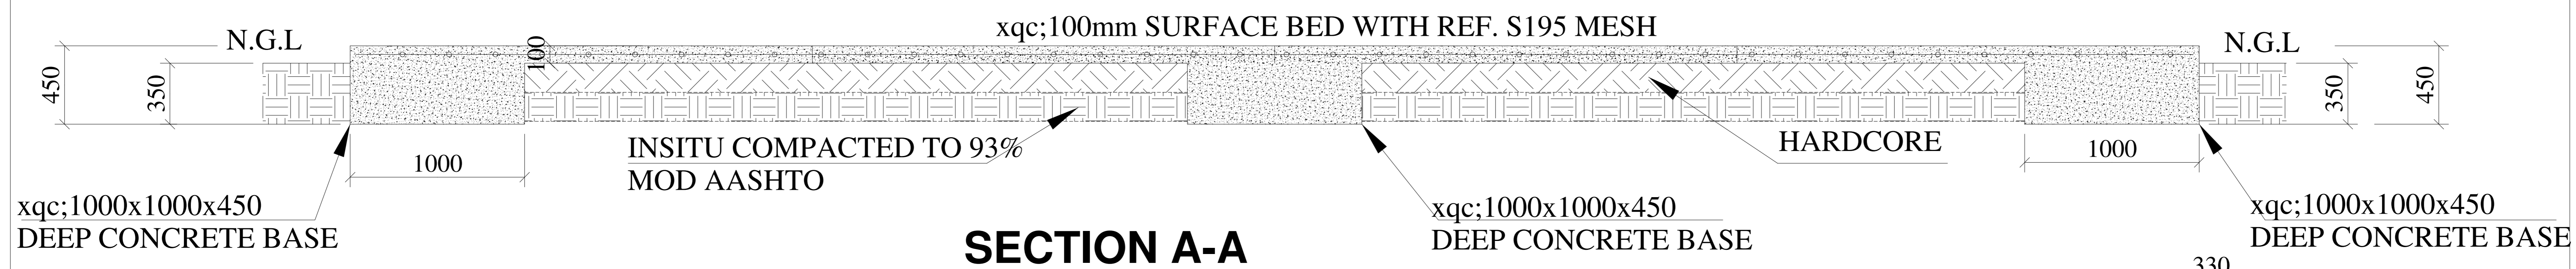 xqc;100mm SURFACE BED WITH REF. S195 MESH
N.G.L
N.G.L
100
450
350
350
450
INSITU COMPACTED TO 93%
MOD AASHTO
HARDCORE
1000
1000
xqc;1000x1000x450
DEEP CONCRETE BASE
xqc;1000x1000x450
DEEP CONCRETE BASE
xqc;1000x1000x450
DEEP CONCRETE BASE
SECTION A-A
330